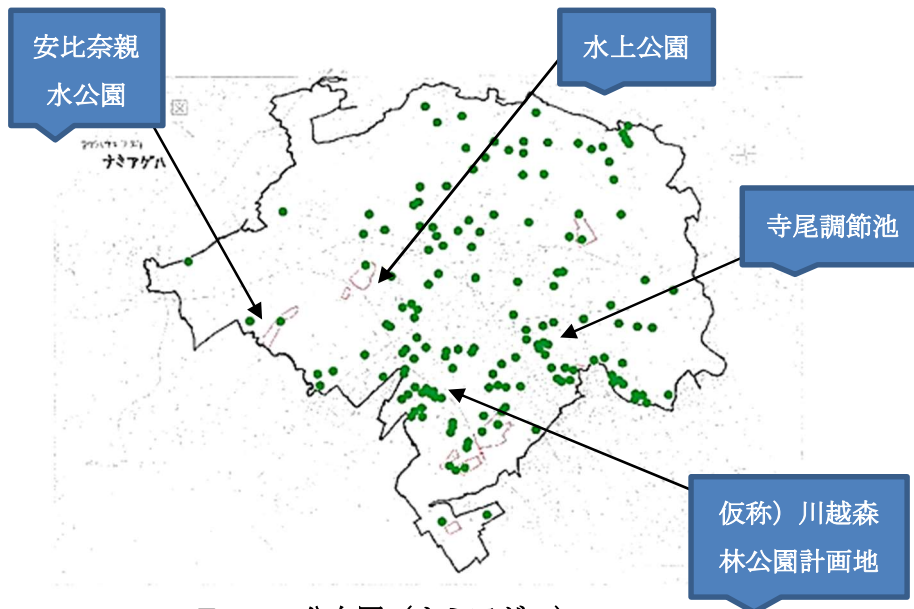 安比奈親
水公園
水上公園
ナミアゲハ
寺尾調節池
仮称）川越森
林公園計画地